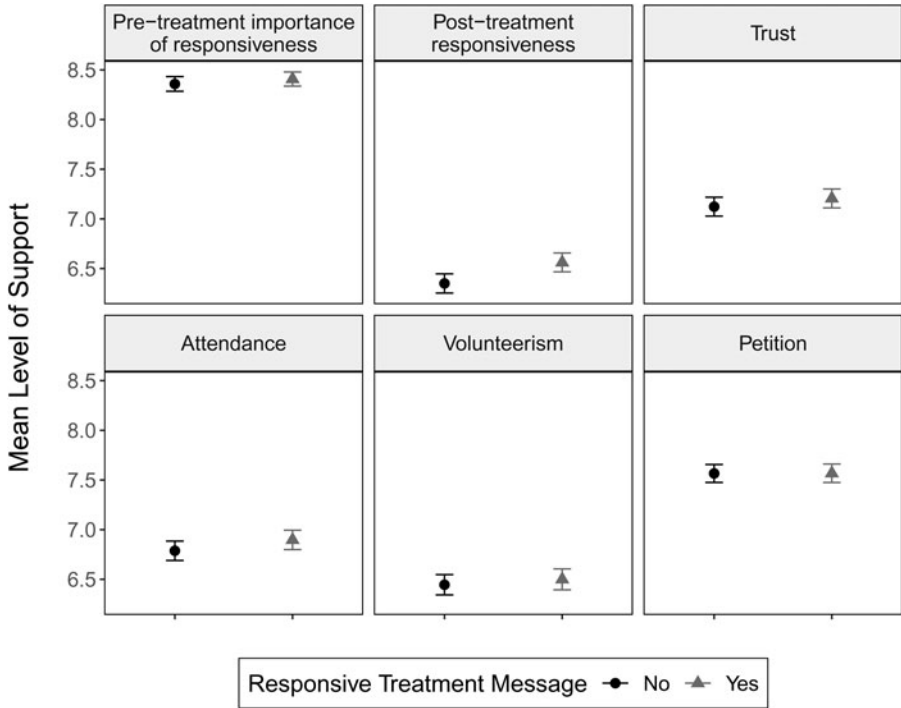 Pre−treatment importance
of responsiveness
Post−treatment
responsiveness
Trust
8.5
8.0
7.5
7.0
6.5
Mean Level of Support
Attendance
Volunteerism
Petition
8.5
8.0
7.5
7.0
6.5
Responsive Treatment Message No Yes